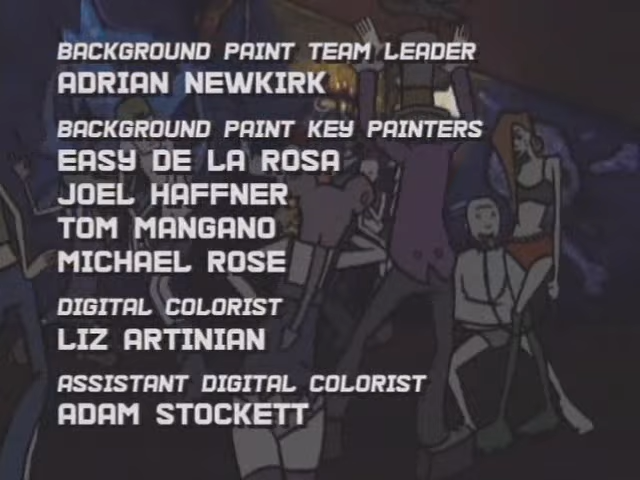 BACKGROUND PAINT TEAM LEADER
ADRIAN NEWKIRK
BACKGROUND PAINT KEY PAINTERS
EASY DE LA ROSA
JOEL HAFFNER
TOM MANGANO
MICHAEL ROSE
DIGITAL COLORIST
LIZ ARTINIAN
ASSISTANT DIGITAL COLORIST
ADAM STOCKETT